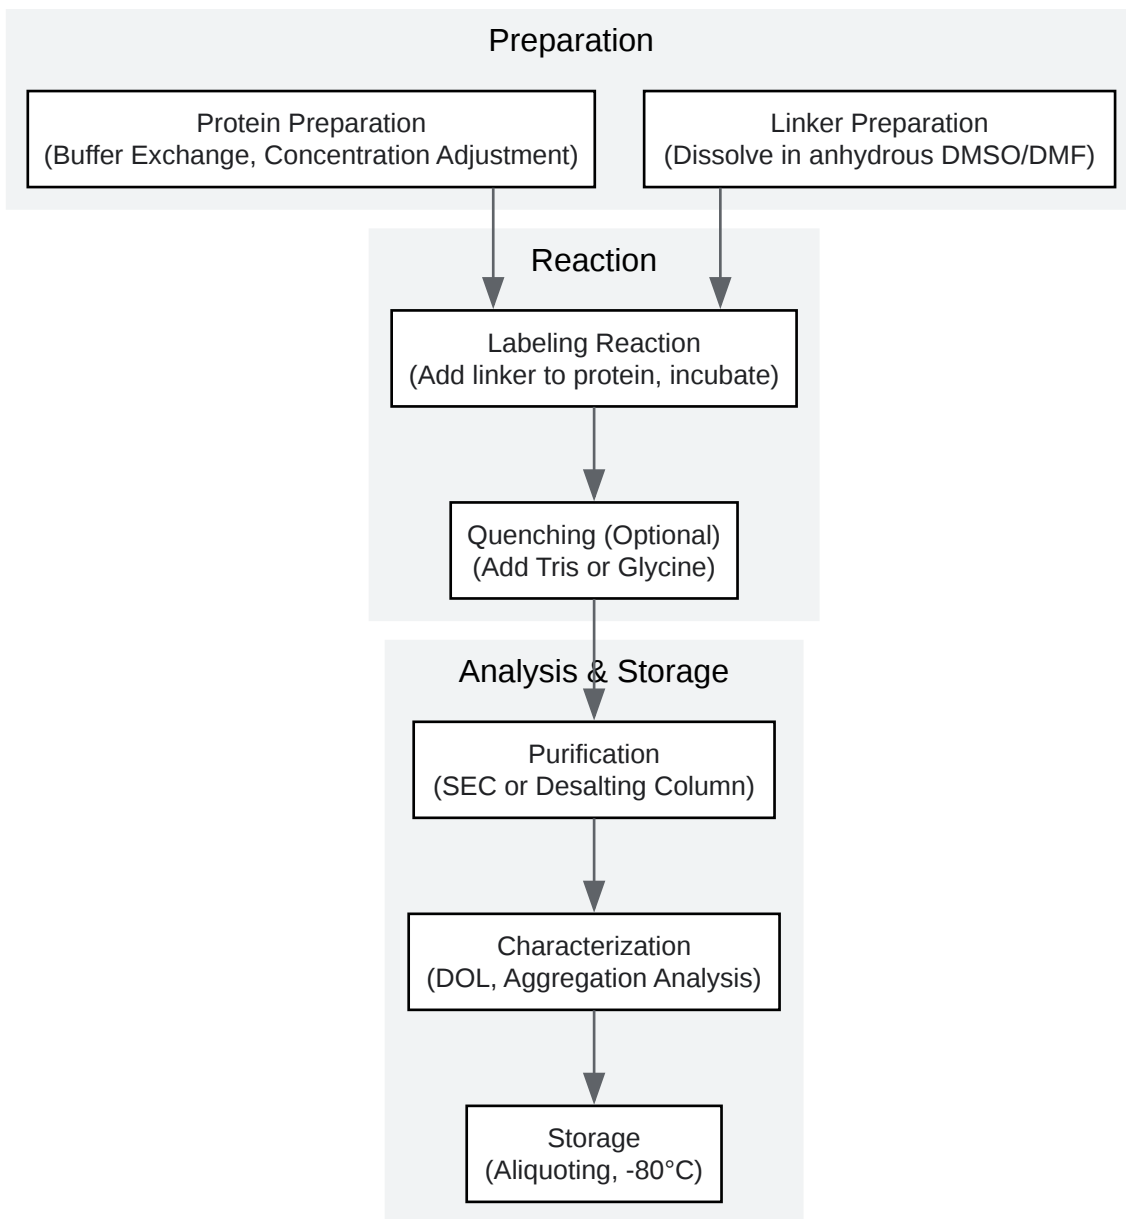 Preparation
Protein Preparation
(Buffer Exchange, Concentration Adjustment)
Linker Preparation
(Dissolve in anhydrous DMSO/DMF)
Reaction
Labeling Reaction
(Add linker to protein, incubate)
Quenching (Optional)
(Add Tris or Glycine)
Analysis & Storage
Purification
(SEC or Desalting Column)
Characterization
(DOL, Aggregation Analysis)
Storage
(Aliquoting, -80°C)